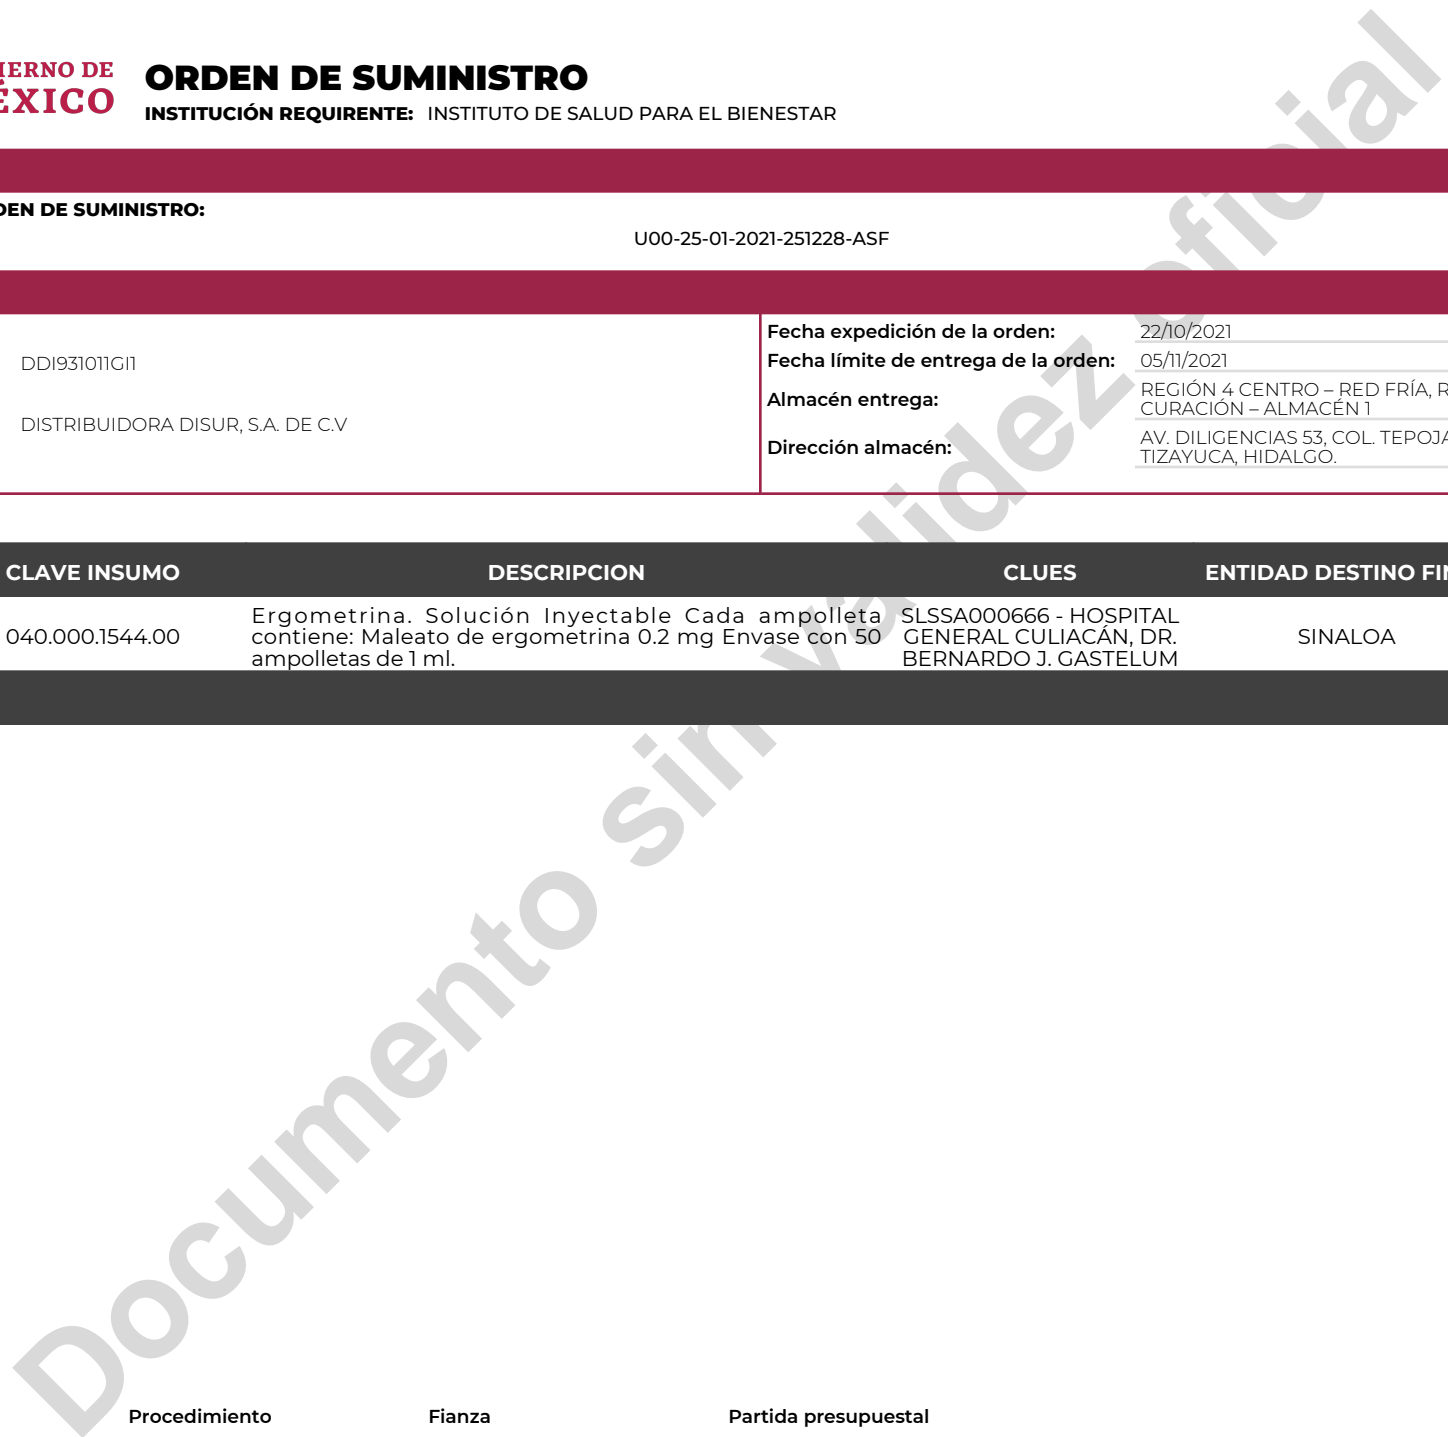 IERNO DE
ÉXICO
ORDEN DE SUMINISTRO
INSTITUCIÓN REQUIRENTE: INSTITUTO DE SALUD PARA EL BIENESTAR
DEN DE SUMINISTRO:
U00-25-01-2021-251228-ASF
DDI931011GI1
DISTRIBUIDORA DISUR, S.A. DE C.V
Fecha expedición de la orden: 22/10/2021
Fecha límite de entrega de la orden: 05/11/2021
Almacén entrega: REGIÓN 4 CENTRO – RED FRÍA, R
CURACIÓN – ALMACÉN 1
Dirección almacén: AV. DILIGENCIAS 53, COL. TEPOJA
TIZAYUCA, HIDALGO.
CLAVE INSUMO DESCRIPCION CLUES ENTIDAD DESTINO FIN
040.000.1544.00
Ergometrina. Solución Inyectable Cada ampolleta
contiene: Maleato de ergometrina 0.2 mg Envase con 50
ampolletas de 1 ml.
SLSSA000666 - HOSPITAL
GENERAL CULIACÁN, DR.
BERNARDO J. GASTELUM
SINALOA
Documento sin validez oficial
Procedimiento Fianza Partida presupuestal